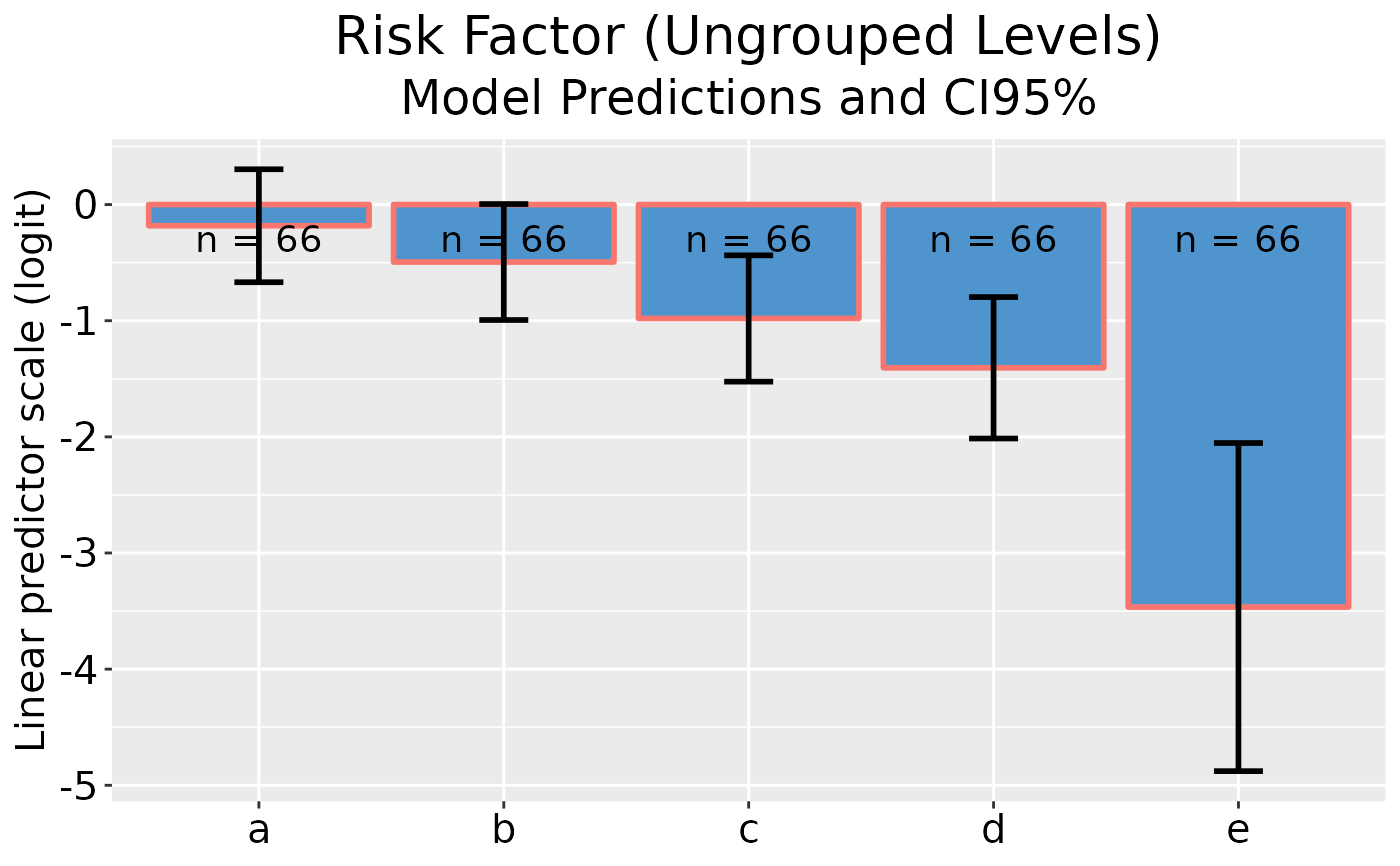 Risk Factor (Ungrouped Levels)
Model Predictions and CI95%
Linear predictor scale (logit)
0
-1
-2
-3
-4
-5
n = 66
n = 66
n = 66
n = 66
n = 66
a
b
c
d
e